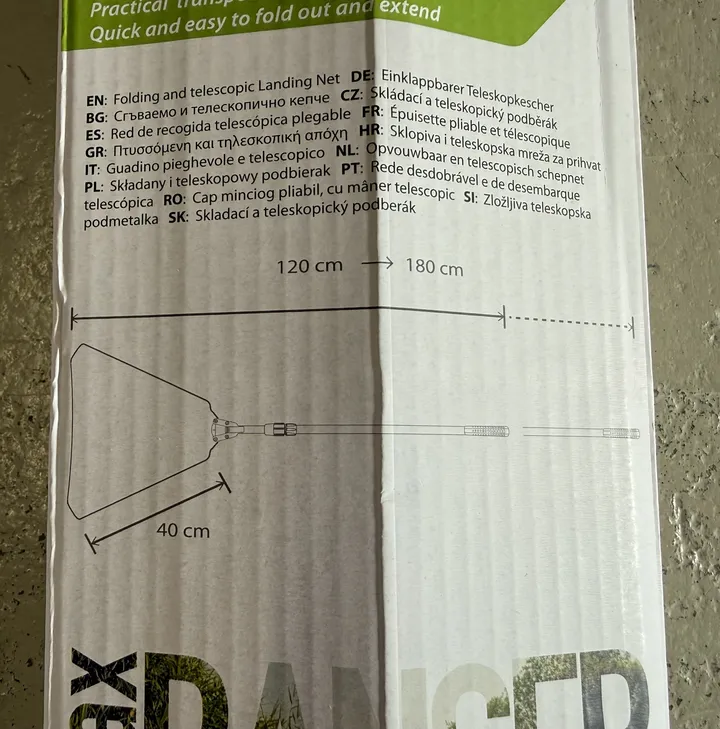 Practical
Quick and easy to fold out and extend
EN: Folding and telescopic Landing Net DE: Einklappbarer Teleskopkescher
BG: Сгъваемо и телескопично кепче CZ: Skládací a teleskopický podběrák
ES: Red de recogida telescópica plegable FR: Épuisette pliable et télescopique
GR: Πτυσσόμενη και τηλεσκοπική απόχη HR: Sklopiva i teleskopska mreža za prihvat
IT: Guadino pieghevole e telescopico NL: Opvouwbaar en telescopisch schepnet
PL: Składany i teleskopowy podbierak PT: Rede desdobrável e de desembarque
telescópica RO: Cap minciog pliabil, cu mâner telescopic SI: Zložljiva teleskopska
podmetalka SK: Skladací a teleskopický podberák
120 cm → 180 cm
40 cm
RANGER